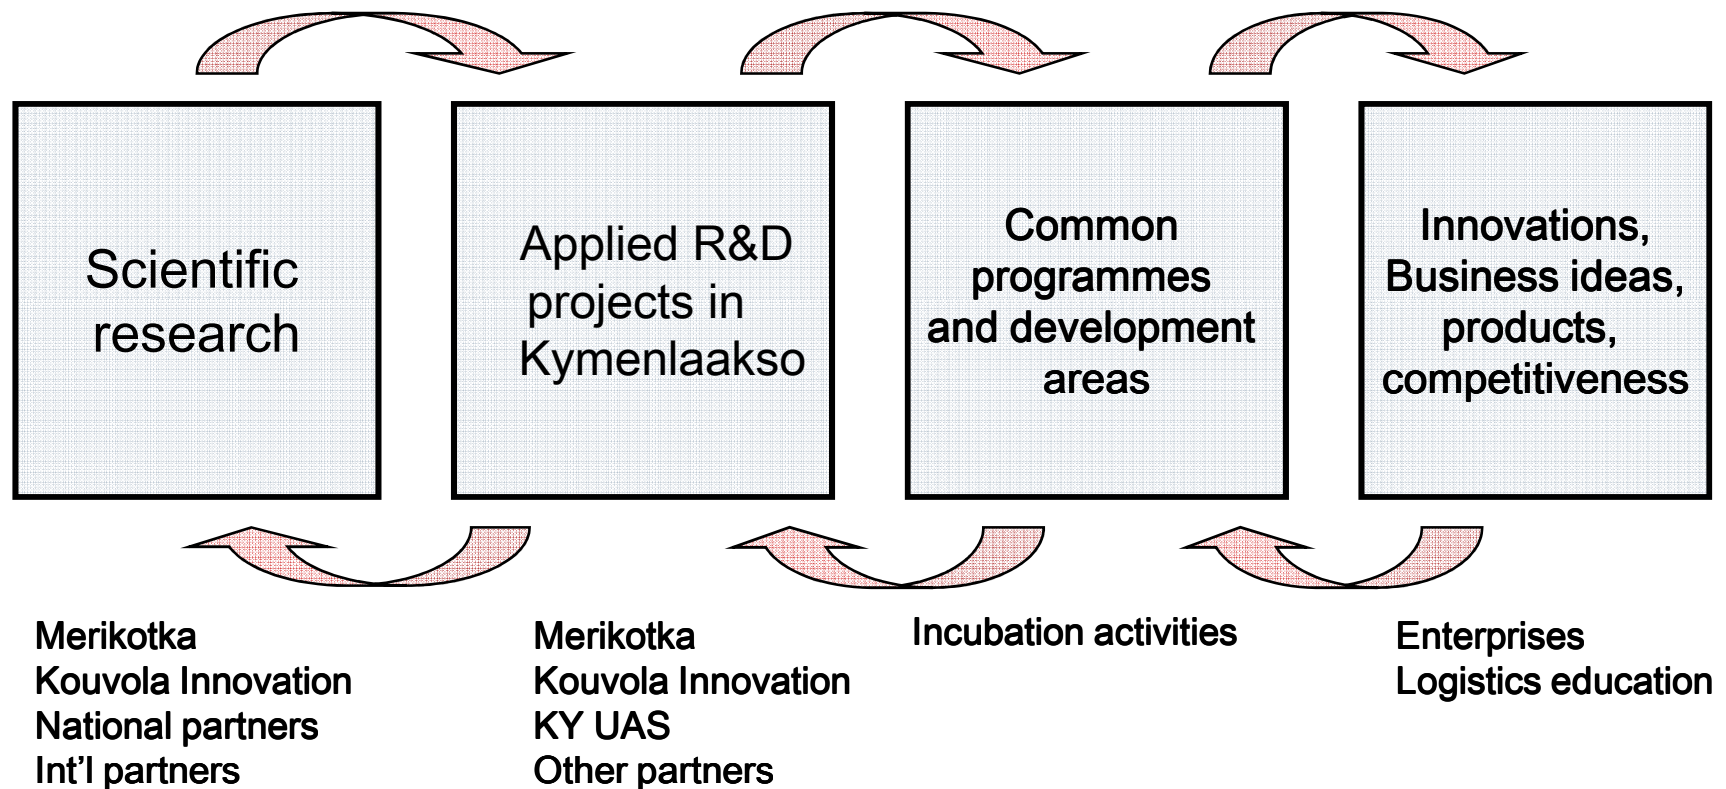 Scientific
research
Applied R&D
projects in
Kymenlaakso
Common
programmes
and development
areas
Innovations,
Business ideas,
products,
competitiveness
Merikotka
Kouvola Innovation
National partners
Int'l partners
Merikotka
Kouvola Innovation
KY UAS
Other partners
Incubation activities
Enterprises
Logistics education